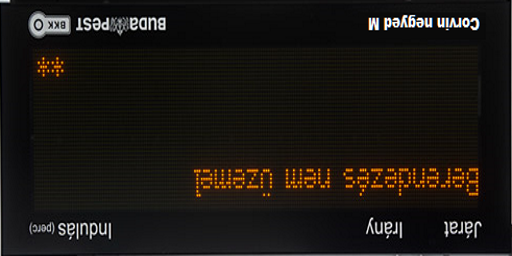 Járat Irány Indulás (perc)
Berendezés nem üzemel
**
Corvin negyed M BUDAPEST BKK